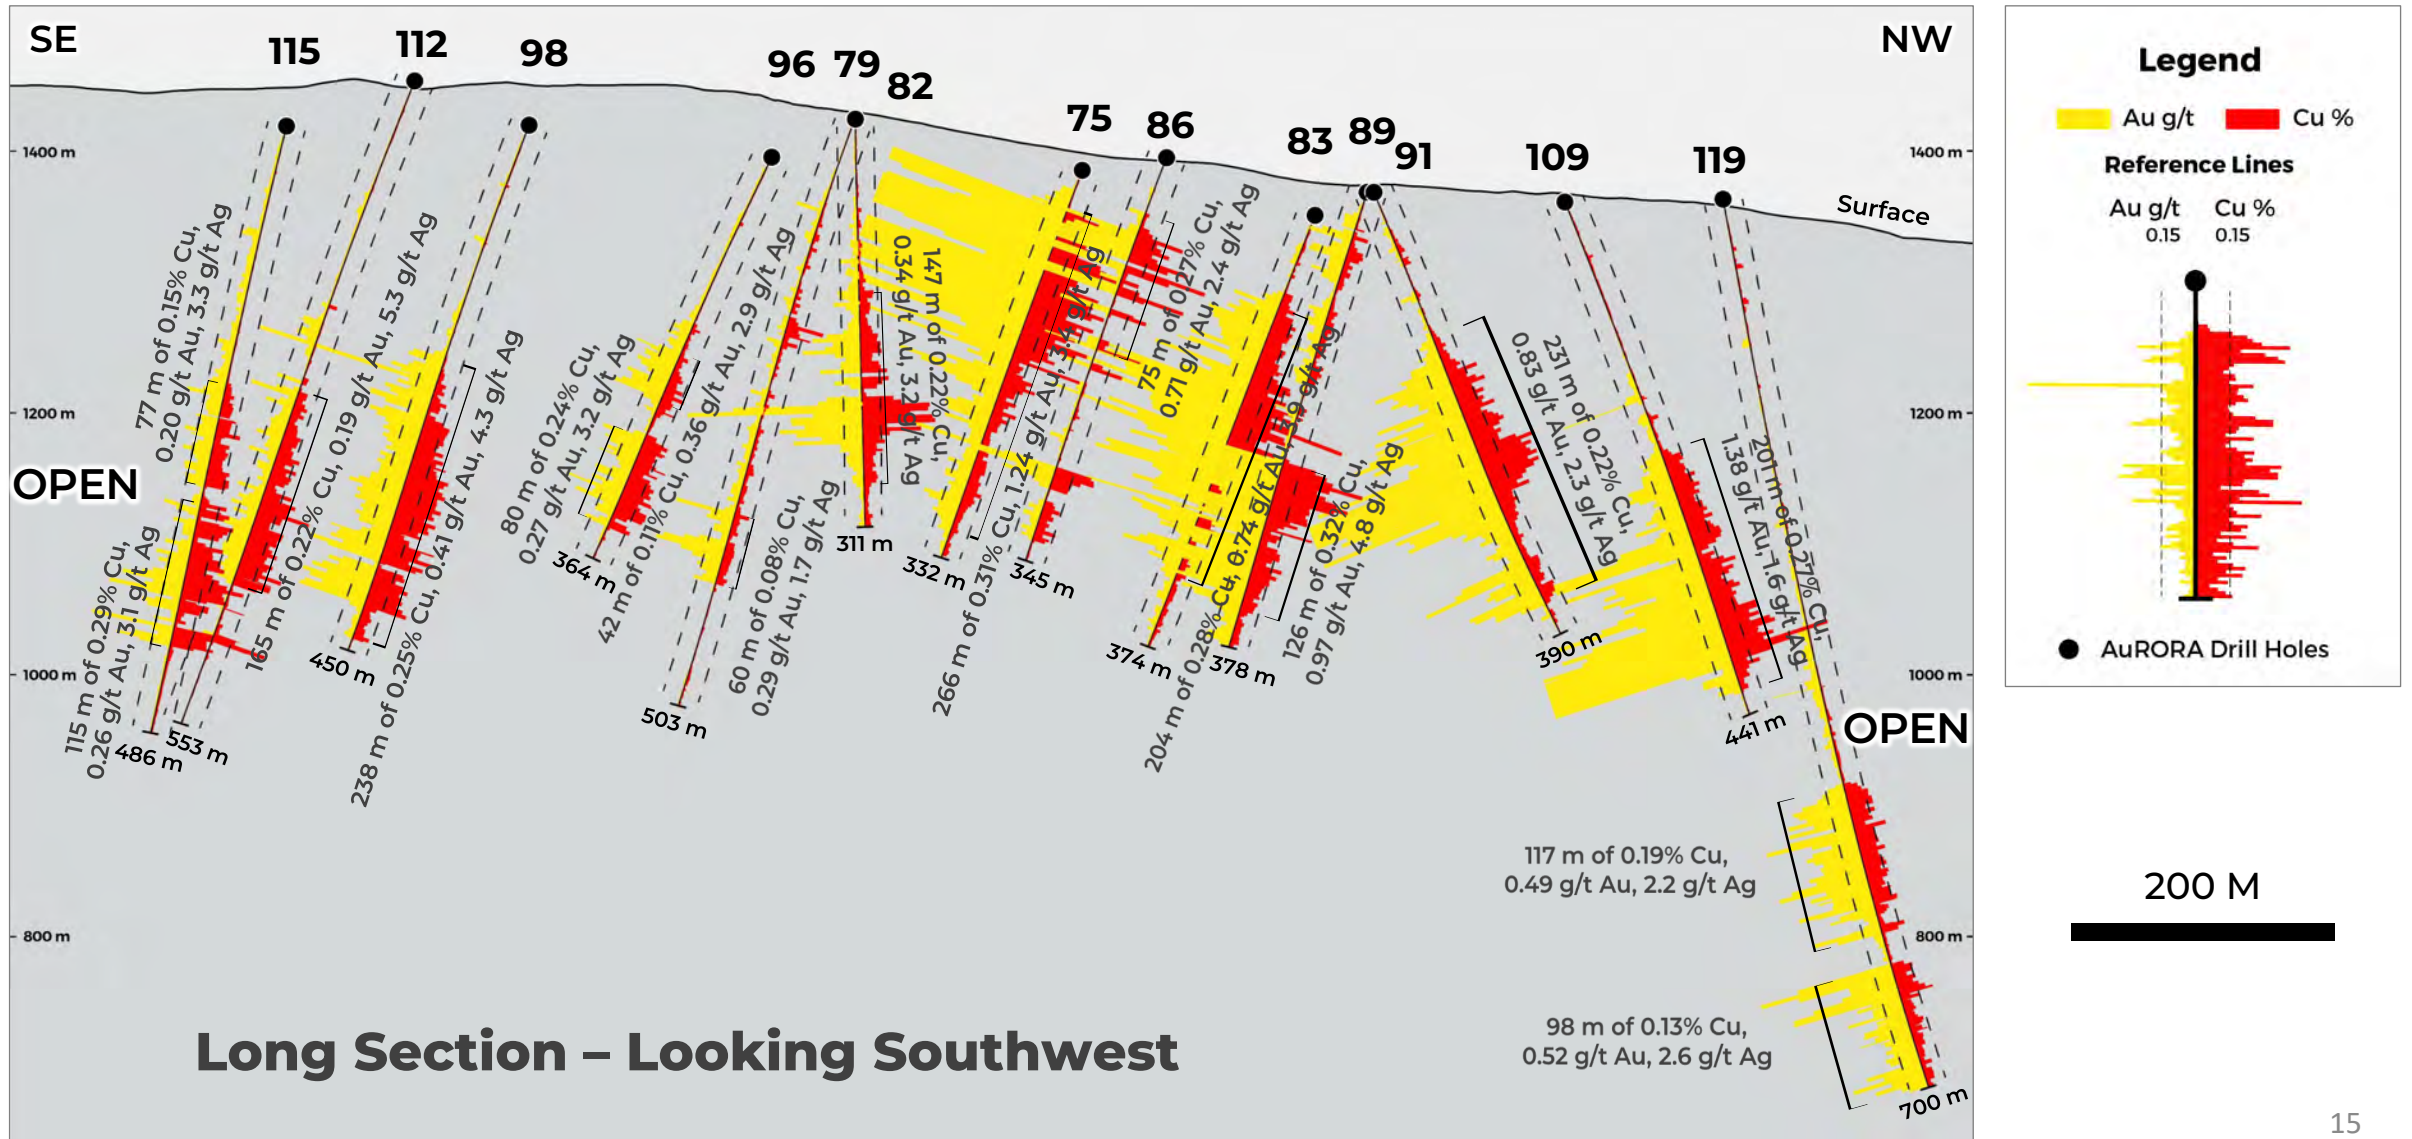 SE
NW
115
112
98
96
79
82
75
86
83
89
91
109
119
1400 m
1400 m
Surface
1200 m
1200 m
OPEN
1000 m
1000 m
OPEN
800 m
800 m
77 m of 0.15% Cu,
0.20 g/t Au, 3.3 g/t Ag
115 m of 0.29% Cu,
0.26 g/t Au, 3.1 g/t Ag
486 m
553 m
165 m of 0.22% Cu, 0.19 g/t Au, 5.3 g/t Ag
450 m
238 m of 0.25% Cu, 0.41 g/t Au, 4.3 g/t Ag
80 m of 0.24% Cu,
0.27 g/t Au, 3.2 g/t Ag
364 m
42 m of 0.11% Cu, 0.36 g/t Au, 2.9 g/t Ag
503 m
60 m of 0.08% Cu,
0.29 g/t Au, 1.7 g/t Ag
147 m of 0.22% Cu,
0.34 g/t Au, 3.2 g/t Ag
311 m
332 m
266 m of 0.31% Cu, 1.24 g/t Au, 3.4 g/t Ag
345 m
75 m of 0.27% Cu,
0.71 g/t Au, 2.4 g/t Ag
374 m
204 m of 0.28% Cu, 0.74 g/t Au, 3.9 g/t Ag
378 m
126 m of 0.32% Cu,
0.97 g/t Au, 4.8 g/t Ag
231 m of 0.22% Cu,
0.83 g/t Au, 2.3 g/t Ag
390 m
201 m of 0.27% Cu,
1.38 g/t Au, 1.6 g/t Ag
441 m
117 m of 0.19% Cu,
0.49 g/t Au, 2.2 g/t Ag
98 m of 0.13% Cu,
0.52 g/t Au, 2.6 g/t Ag
700 m
Long Section – Looking Southwest
Legend
Au g/t
Cu %
Reference Lines
Au g/t Cu %
0.15 0.15
AuRORA Drill Holes
200 M
15